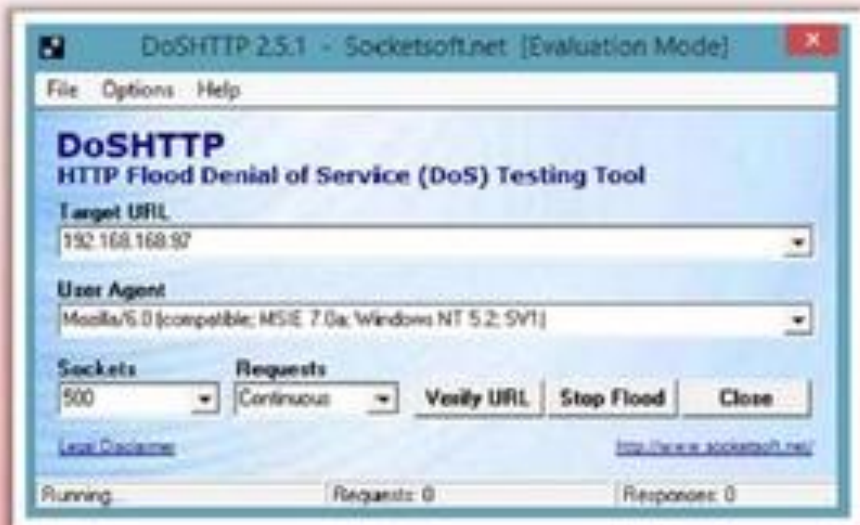 DoSHTTP 2.5.1 - Socketsoft.net [Evaluation Mode]
File Options Help
DoSHTTP
HTTP Flood Denial of Service (DoS) Testing Tool
Target URL
192.168.168.97
User Agent
Mozilla/6.0 (compatible; MSIE 7.0a; Windows NT 5.2; SV1)
Sockets Requests
500 Continuous Verify URL Stop Flood Close
Legal Disclaimer http://www.socketsoft.net/
Running... Requests: 0 Responses: 0